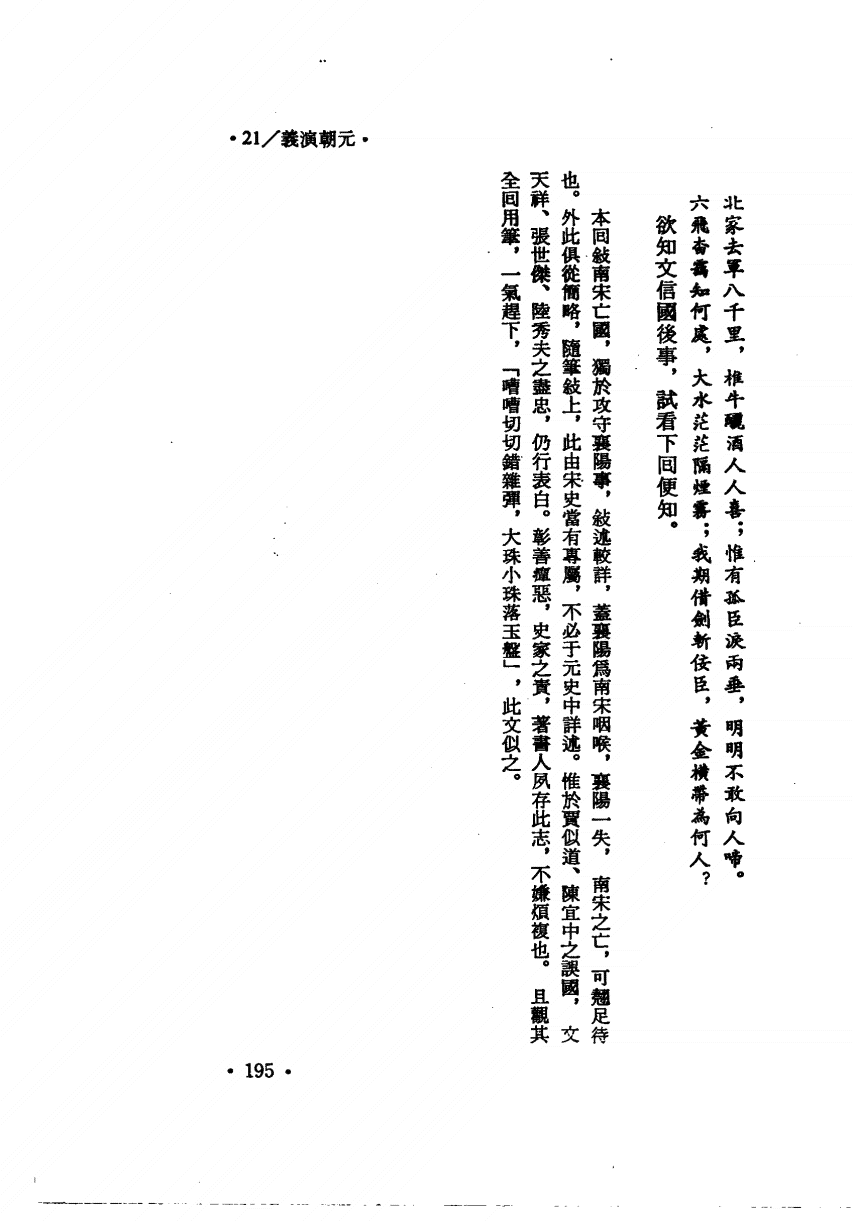 •21／義演朝元•
北家去軍八千里，椎牛釃酒人人喜；惟有孤臣淚兩垂，明明不敢向人啼。
六飛杳靄知何處，大水茫茫隔煙霧；我期借劍斬佞臣，黃金橫帶為何人？
欲知文信國後事，試看下回便知。
本回敍南宋亡國，獨於攻守襄陽事，敍述較詳，蓋襄陽爲南宋咽喉，襄陽一失，南宋之亡，可翹足待
也。外此俱從簡略，隨筆敍上，此由宋史當有專屬，不必于元史中詳述。惟於賈似道、陳宜中之誤國，文
天祥、張世傑、陸秀夫之盡忠，仍行表白。彰善癉惡，史家之責，著書人夙存此志，不嫌煩複也。且觀其
全回用筆，一氣趕下，「嘈嘈切切錯雜彈，大珠小珠落玉盤」，此文似之。
•195•